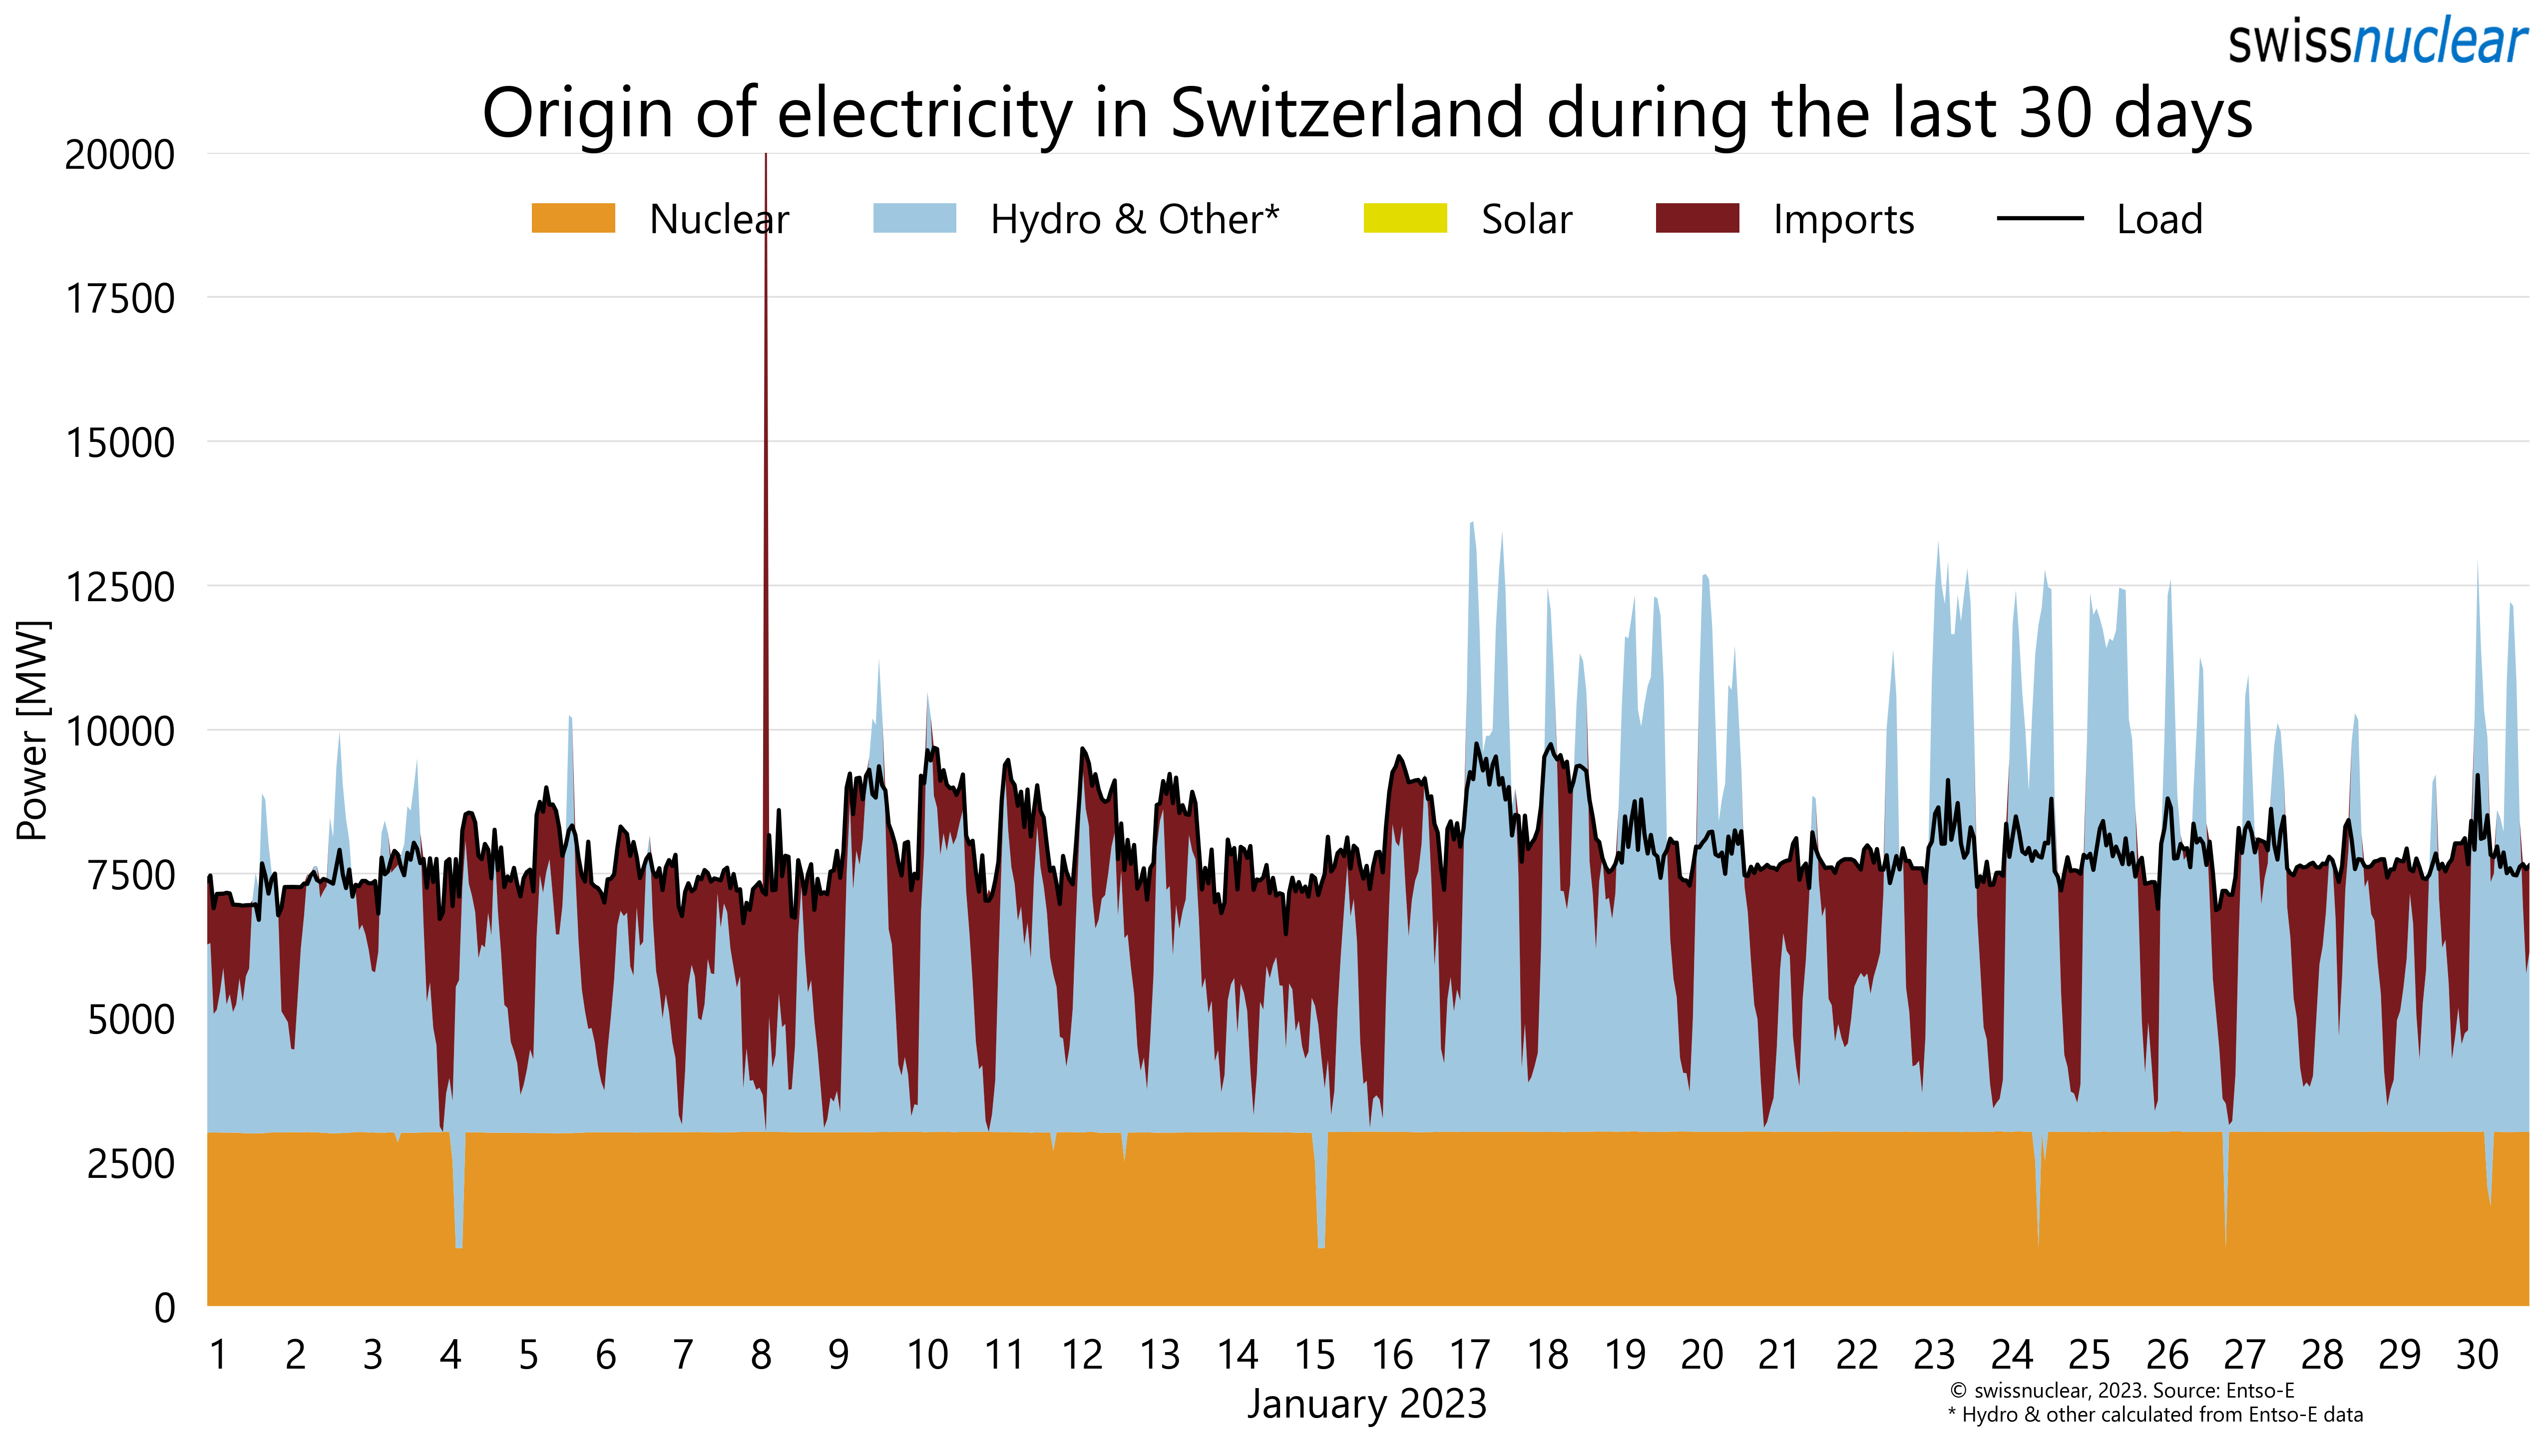 swissnuclear
Origin of electricity in Switzerland during the last 30 days
20000
Nuclear Hydro & Other* Solar Imports Load
17500
15000
12500
10000
7500
5000
2500
0
Power [MW]
1 2 3 4 5 6 7 8 9 10 11 12 13 14 15 16 17 18 19 20 21 22 23 24 25 26 27 28 29 30
January 2023
© swissnuclear, 2023. Source: Entso-E
* Hydro & other calculated from Entso-E data